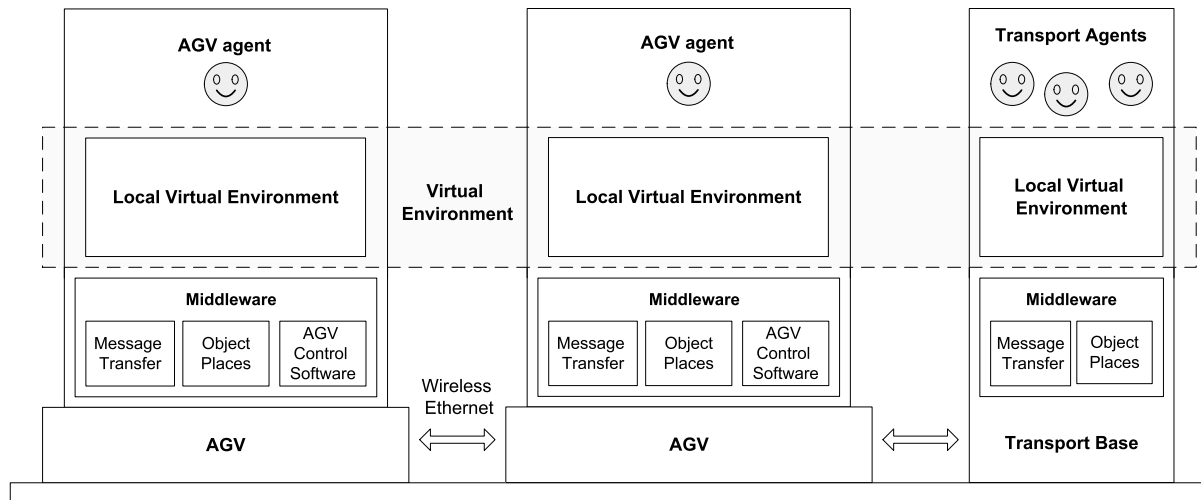 AGV agent
AGV agent
Transport Agents
Local Virtual Environment
Virtual
Environment
Local Virtual Environment
Local Virtual
Environment
Middleware
Message
Transfer
Object
Places
AGV
Control
Software
Middleware
Message
Transfer
Object
Places
AGV
Control
Software
Middleware
Message
Transfer
Object
Places
Wireless
Ethernet
AGV
AGV
Transport Base